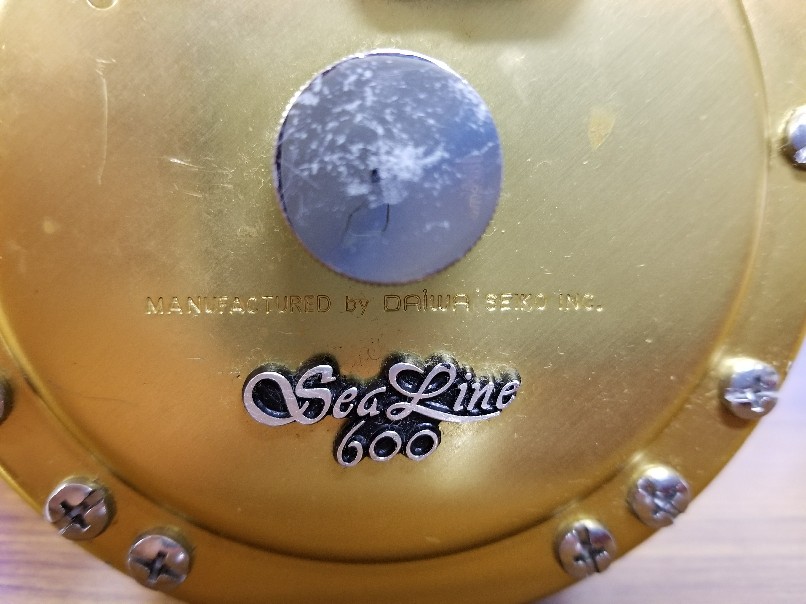 MANUFACTURED by DAIWA SEIKO INC.
SeaLine
600